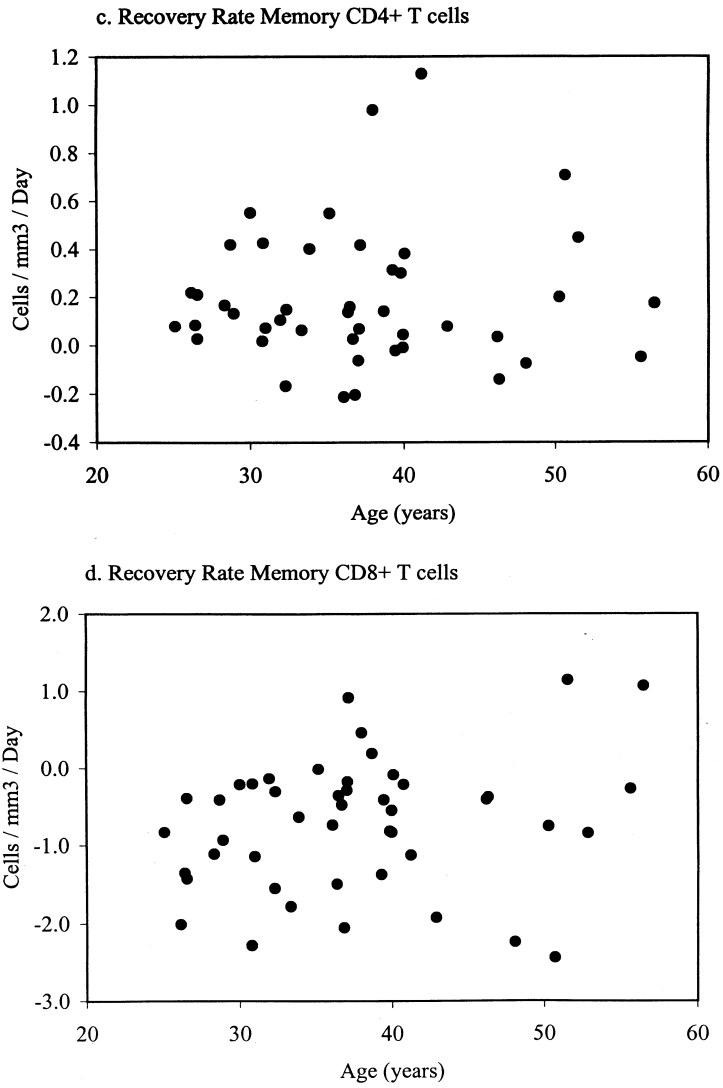 c. Recovery Rate Memory CD4+ T cells
1.2
1.0
0.8
0.6
0.4
0.2
0.0
-0.2
-0.4
Cells / mm3 / Day
20 30 40 50 60
Age (years)
d. Recovery Rate Memory CD8+ T cells
2.0
1.0
0.0
-1.0
-2.0
-3.0
Cells / mm3 / Day
20 30 40 50 60
Age (years)